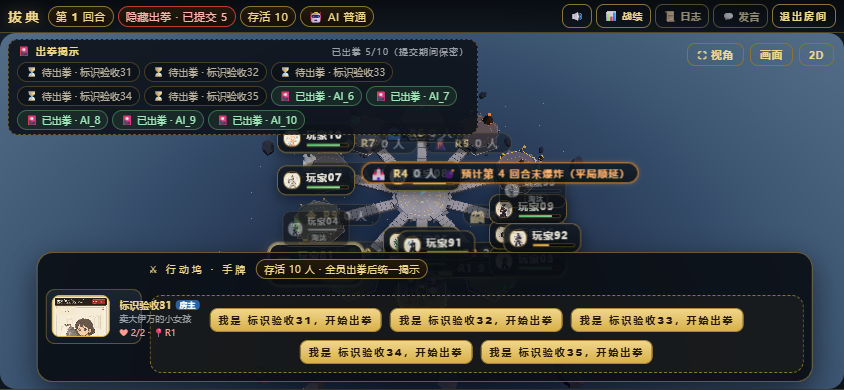 拔典 第 1 回合 隐藏出拳 · 已提交 5 存活 10 AI 普通 战绩 日志 发言 退出房间
出拳揭示 已出拳 5/10（提交期间保密）
待出拳 · 标识验收31 待出拳 · 标识验收32 待出拳 · 标识验收33
待出拳 · 标识验收34 待出拳 · 标识验收35 已出拳 · AI_6 已出拳 · AI_7
已出拳 · AI_8 已出拳 · AI_9 已出拳 · AI_10
视角 画面 2D
R7 0 人 R5 0 人
玩家07 R4 0 人 预计第 4 回合末爆炸（平局顺延）
玩家04 玩家09
淘汰
玩家91 玩家92
行动坞 · 手牌 存活 10 人 · 全员出拳后统一揭示
标识验收31 房主
卖大伊万的小女孩
2/2 · R1
我是 标识验收31，开始出拳 我是 标识验收32，开始出拳 我是 标识验收33，开始出拳
我是 标识验收34，开始出拳 我是 标识验收35，开始出拳